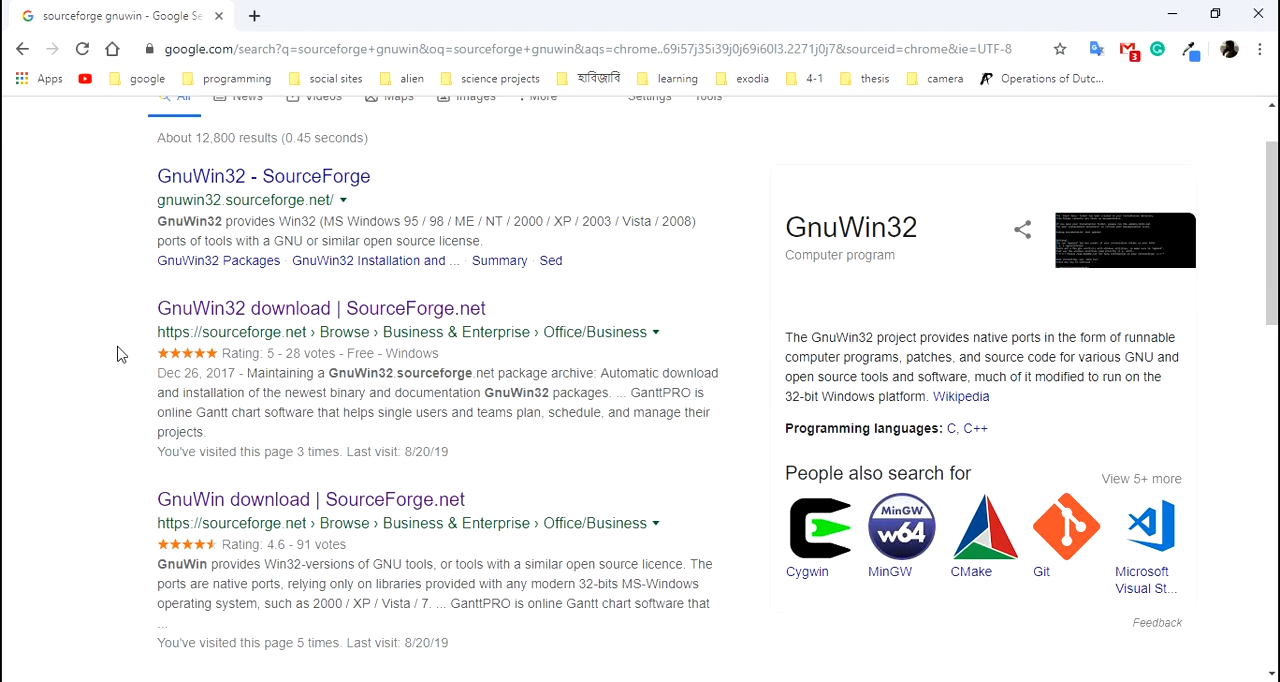 sourceforge gnuwin - Google Se
google.com/search?q=sourceforge+gnuwin&oq=sourceforge+gnuwin&aqs=chrome..69i57j35i39j0j69i60l3.2271j0j7&sourceid=chrome&ie=UTF-8
3
Apps google programming social sites alien science projects হাবিজাবি learning exodia 4-1 thesis camera Operations of Dutc...
All News Videos Maps Images More Settings Tools
About 12,800 results (0.45 seconds)
GnuWin32 - SourceForge
gnuwin32.sourceforge.net/
GnuWin32 provides Win32 (MS Windows 95 / 98 / ME / NT / 2000 / XP / 2003 / Vista / 2008)
ports of tools with a GNU or similar open source license.
GnuWin32 Packages · GnuWin32 Installation and ... · Summary · Sed
GnuWin32 download | SourceForge.net
https://sourceforge.net › Browse › Business & Enterprise › Office/Business
Rating: 5 - 28 votes - Free - Windows
Dec 26, 2017 - Maintaining a GnuWin32.sourceforge.net package archive: Automatic download
and installation of the newest binary and documentation GnuWin32 packages. ... GanttPRO is
online Gantt chart software that helps single users and teams plan, schedule, and manage their
projects.
You've visited this page 3 times. Last visit: 8/20/19
GnuWin download | SourceForge.net
https://sourceforge.net › Browse › Business & Enterprise › Office/Business
Rating: 4.6 - 91 votes
GnuWin provides Win32-versions of GNU tools, or tools with a similar open source licence. The
ports are native ports, relying only on libraries provided with any modern 32-bits MS-Windows
operating system, such as 2000 / XP / Vista / 7. ... GanttPRO is online Gantt chart software that
...
You've visited this page 5 times. Last visit: 8/20/19
GnuWin32
Computer program
The GnuWin32 project provides native ports in the form of runnable
computer programs, patches, and source code for various GNU and
open source tools and software, much of it modified to run on the
32-bit Windows platform. Wikipedia
Programming languages: C, C++
People also search for
View 5+ more
MinGW
w64
Cygwin MinGW CMake Git Microsoft
Visual St...
Feedback